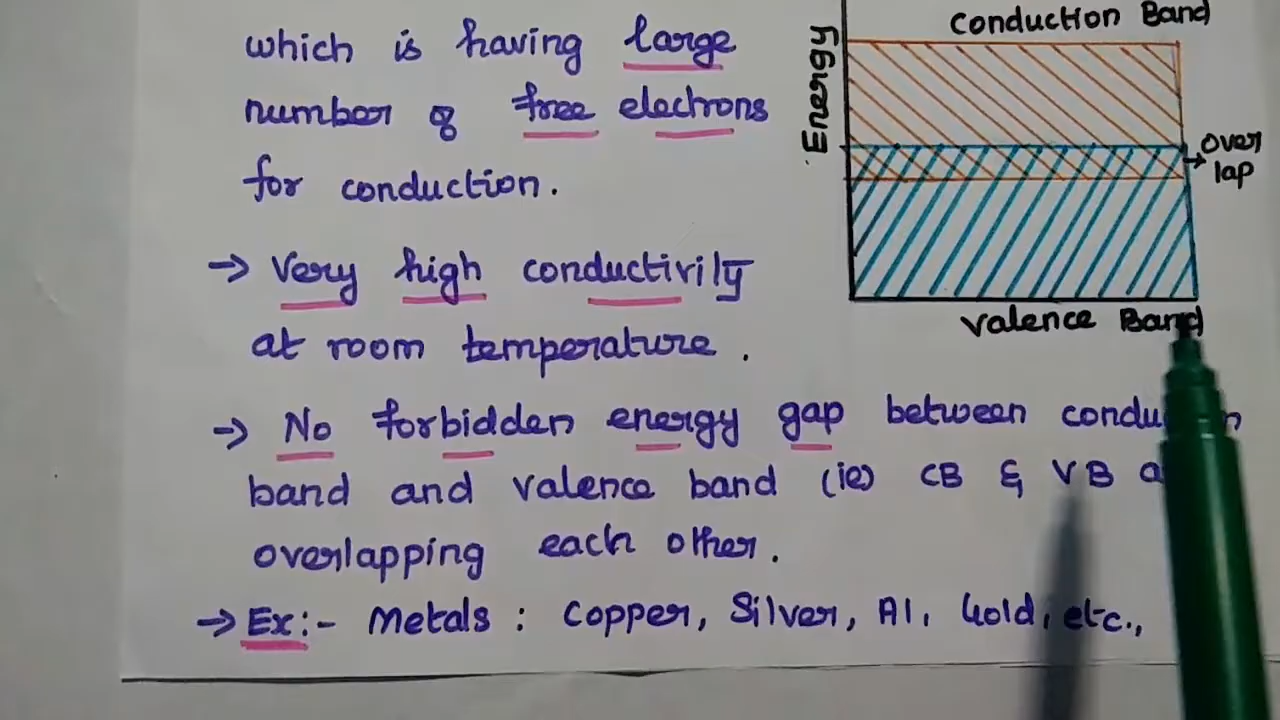 which is having large
number of free electrons
for conduction.
→ Very high conductivity
at room temperature.
→ No forbidden energy gap between
band and valence band (ie) CB & VB
overlapping each other.
→ Ex:- Metals : Copper, Silver, Al, Gold, etc.,
Conduction Band
Energy
Over
lap
Valence Band